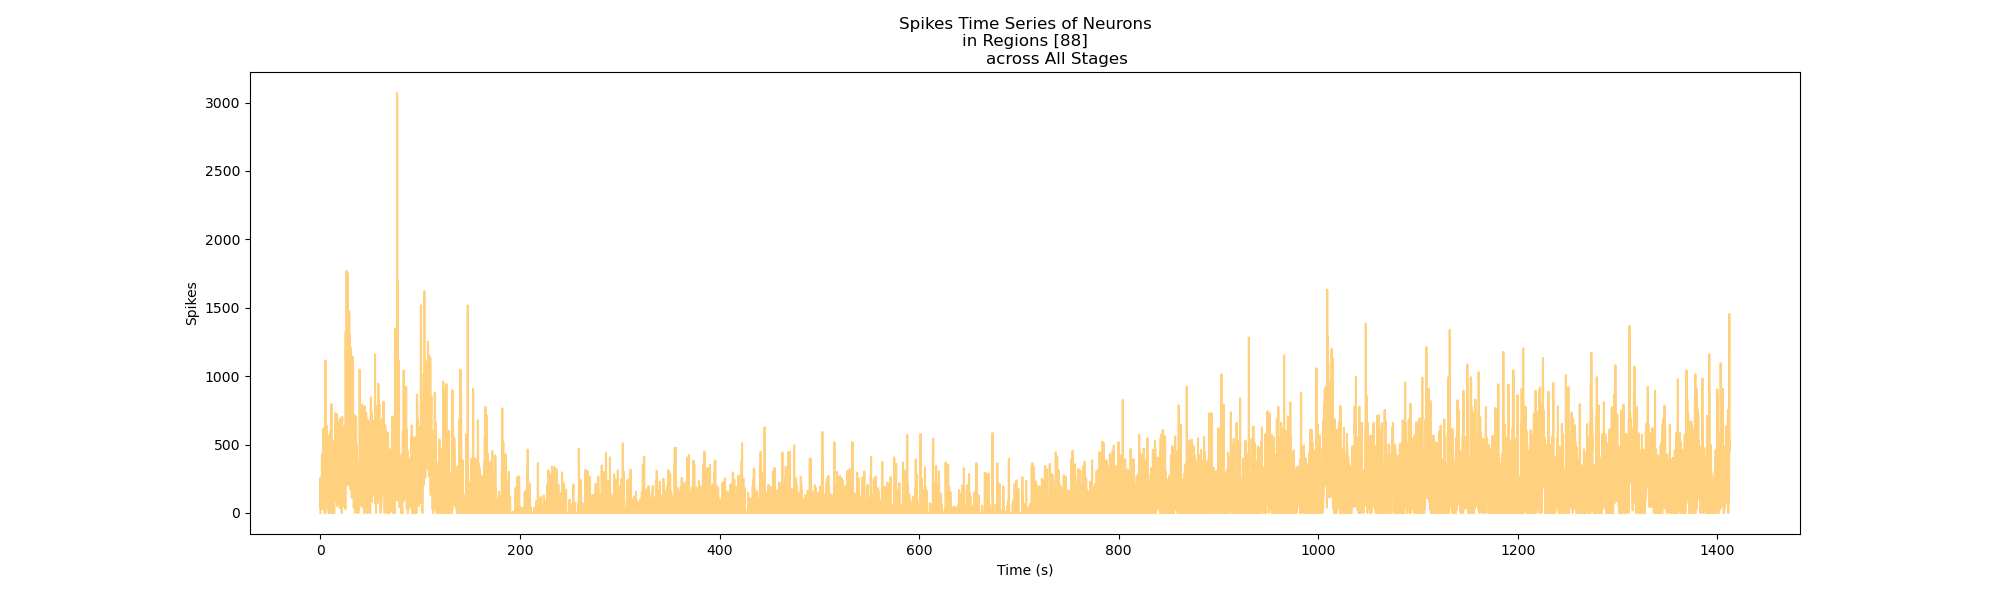 Spikes Time Series of Neurons
in Regions [88]
across All Stages
3000
2500
2000
1500
1000
500
0
Spikes
0 200 400 600 800 1000 1200 1400
Time (s)